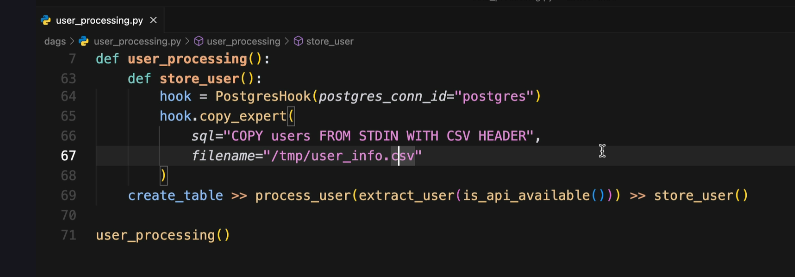 user_processing.py ×
dags > user_processing.py > user_processing > store_user
7 def user_processing():
63 def store_user():
64 hook = PostgresHook(postgres_conn_id="postgres")
65 hook.copy_expert(
66 sql="COPY users FROM STDIN WITH CSV HEADER",
67 filename="/tmp/user_info.csv"
68 )
69 create_table >> process_user(extract_user(is_api_available())) >> store_user()
70
71 user_processing()